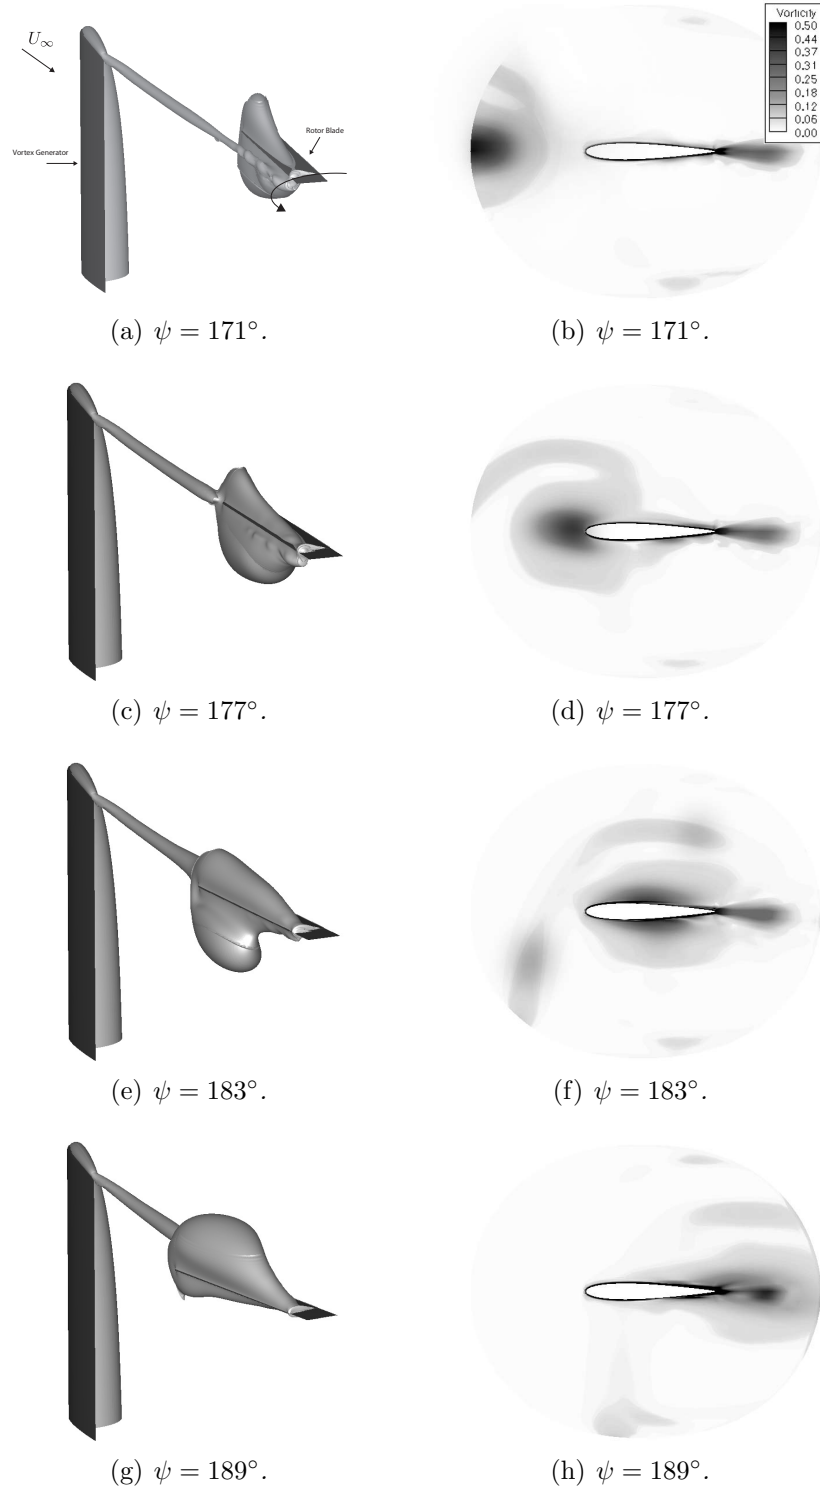 Vorticity
0.50
0.44
0.37
0.31
0.25
0.18
0.12
0.06
0.00
U∞
Rotor Blade
Vortex Generator
(a) ψ = 171°.
(b) ψ = 171°.
(c) ψ = 177°.
(d) ψ = 177°.
(e) ψ = 183°.
(f) ψ = 183°.
(g) ψ = 189°.
(h) ψ = 189°.